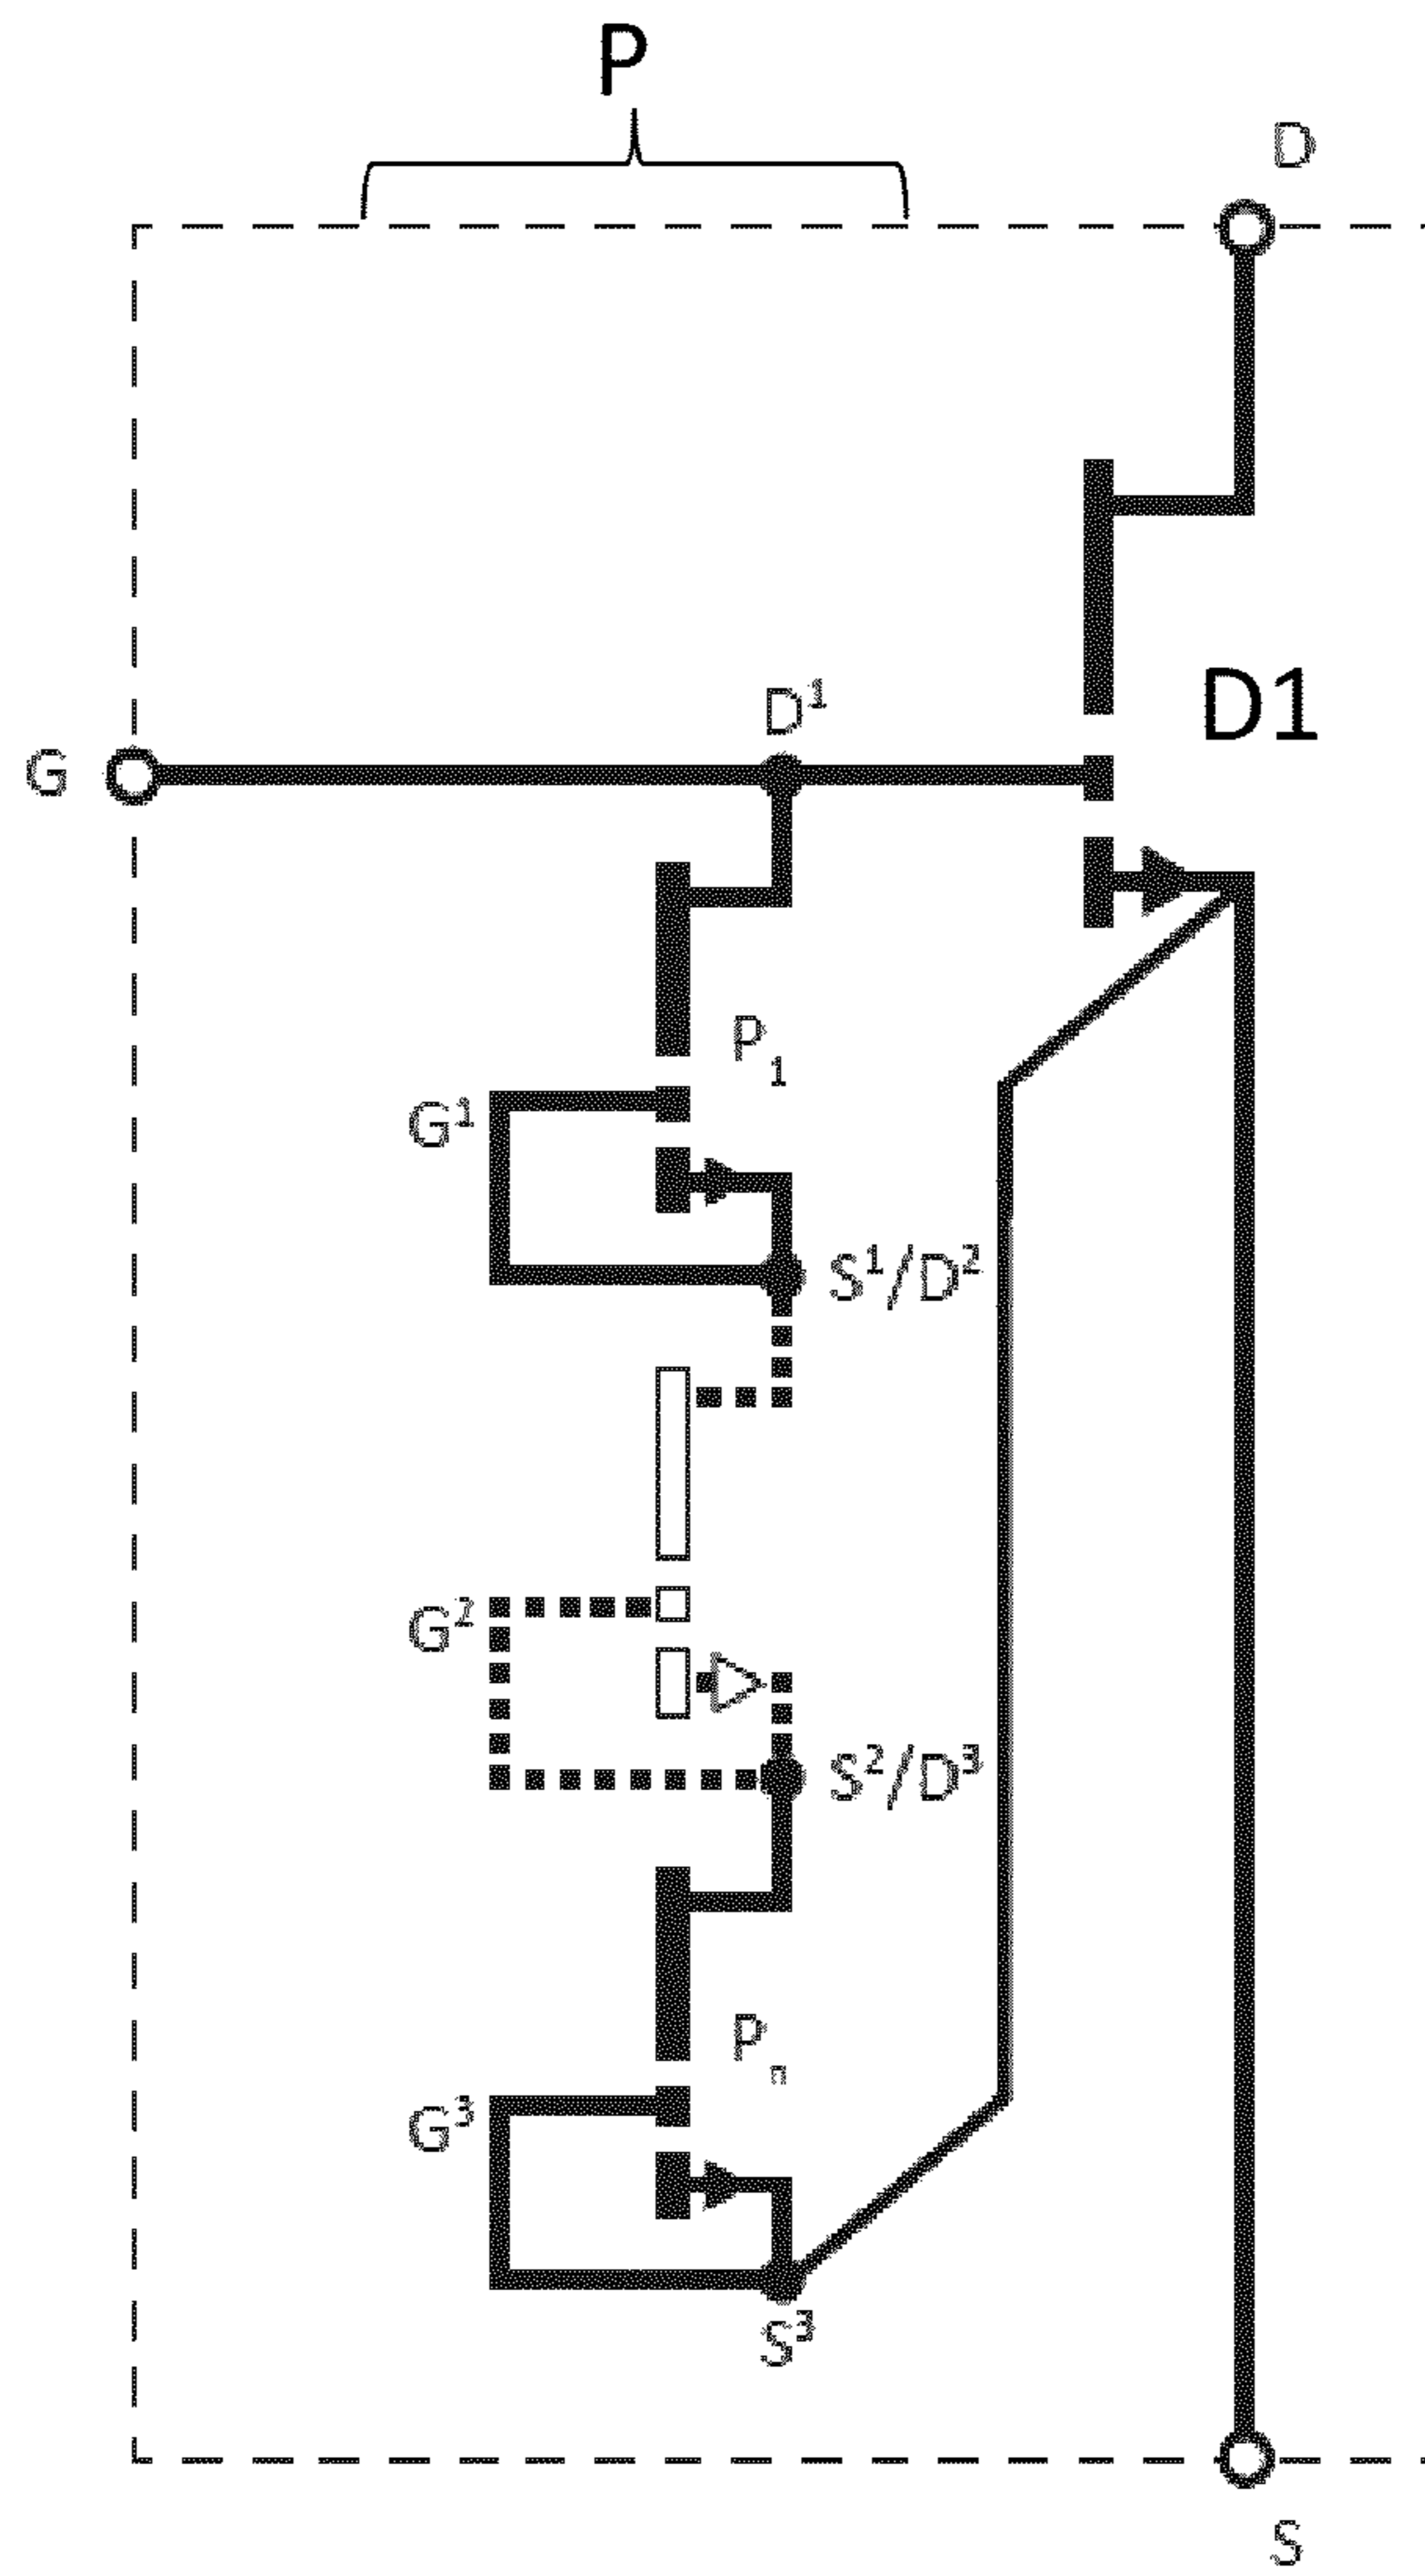 P
D
D1
D¹
G
P₁
G¹
S¹/D²
G²
S²/D³
Pₙ
G³
S³
S